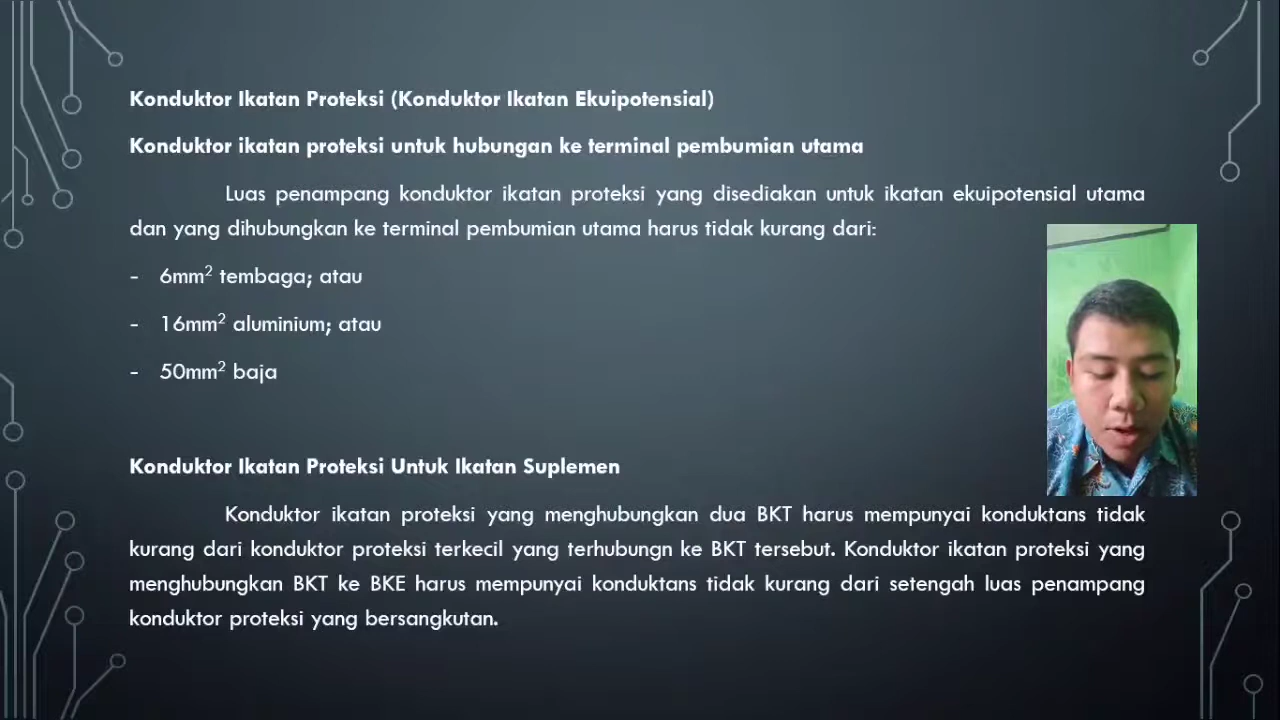 Konduktor Ikatan Proteksi (Konduktor Ikatan Ekuipotensial)
Konduktor ikatan proteksi untuk hubungan ke terminal pembumian utama
Luas penampang konduktor ikatan proteksi yang disediakan untuk ikatan ekuipotensial utama
dan yang dihubungkan ke terminal pembumian utama harus tidak kurang dari:
- 6mm² tembaga; atau
- 16mm² aluminium; atau
- 50mm² baja
Konduktor Ikatan Proteksi Untuk Ikatan Suplemen
Konduktor ikatan proteksi yang menghubungkan dua BKT harus mempunyai konduktans tidak
kurang dari konduktor proteksi terkecil yang terhubungn ke BKT tersebut. Konduktor ikatan proteksi yang
menghubungkan BKT ke BKE harus mempunyai konduktans tidak kurang dari setengah luas penampang
konduktor proteksi yang bersangkutan.